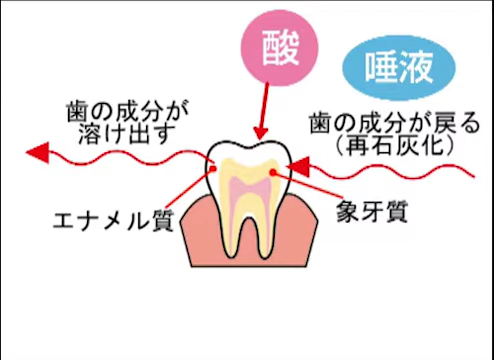 酸
唾液
歯の成分が
溶け出す
歯の成分が戻る
(再石灰化)
エナメル質
象牙質